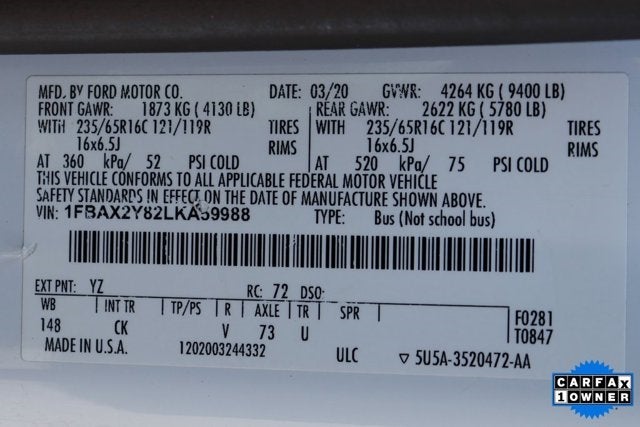 MFD. BY FORD MOTOR CO. DATE: 03/20 GVWR: 4264 KG ( 9400 LB)
FRONT GAWR: 1873 KG ( 4130 LB) REAR GAWR: 2622 KG ( 5780 LB)
WITH 235/65R16C 121/119R TIRES WITH 235/65R16C 121/119R TIRES
16x6.5J RIMS 16x6.5J RIMS
AT 360 kPa/ 52 PSI COLD AT 520 kPa/ 75 PSI COLD
THIS VEHICLE CONFORMS TO ALL APPLICABLE FEDERAL MOTOR VEHICLE
SAFETY STANDARDS IN EFFECT ON THE DATE OF MANUFACTURE SHOWN ABOVE.
VIN: 1FBAX2Y82LKA59988 TYPE: Bus (Not school bus)
EXT PNT: YZ RC: 72 DSO:
WB INT TR TP/PS R AXLE TR SPR F0281
148 CK V 73 U T0847
MADE IN U.S.A. 1202003244332 ULC ▽ 5U5A-3520472-AA
CARFAX
1 OWNER